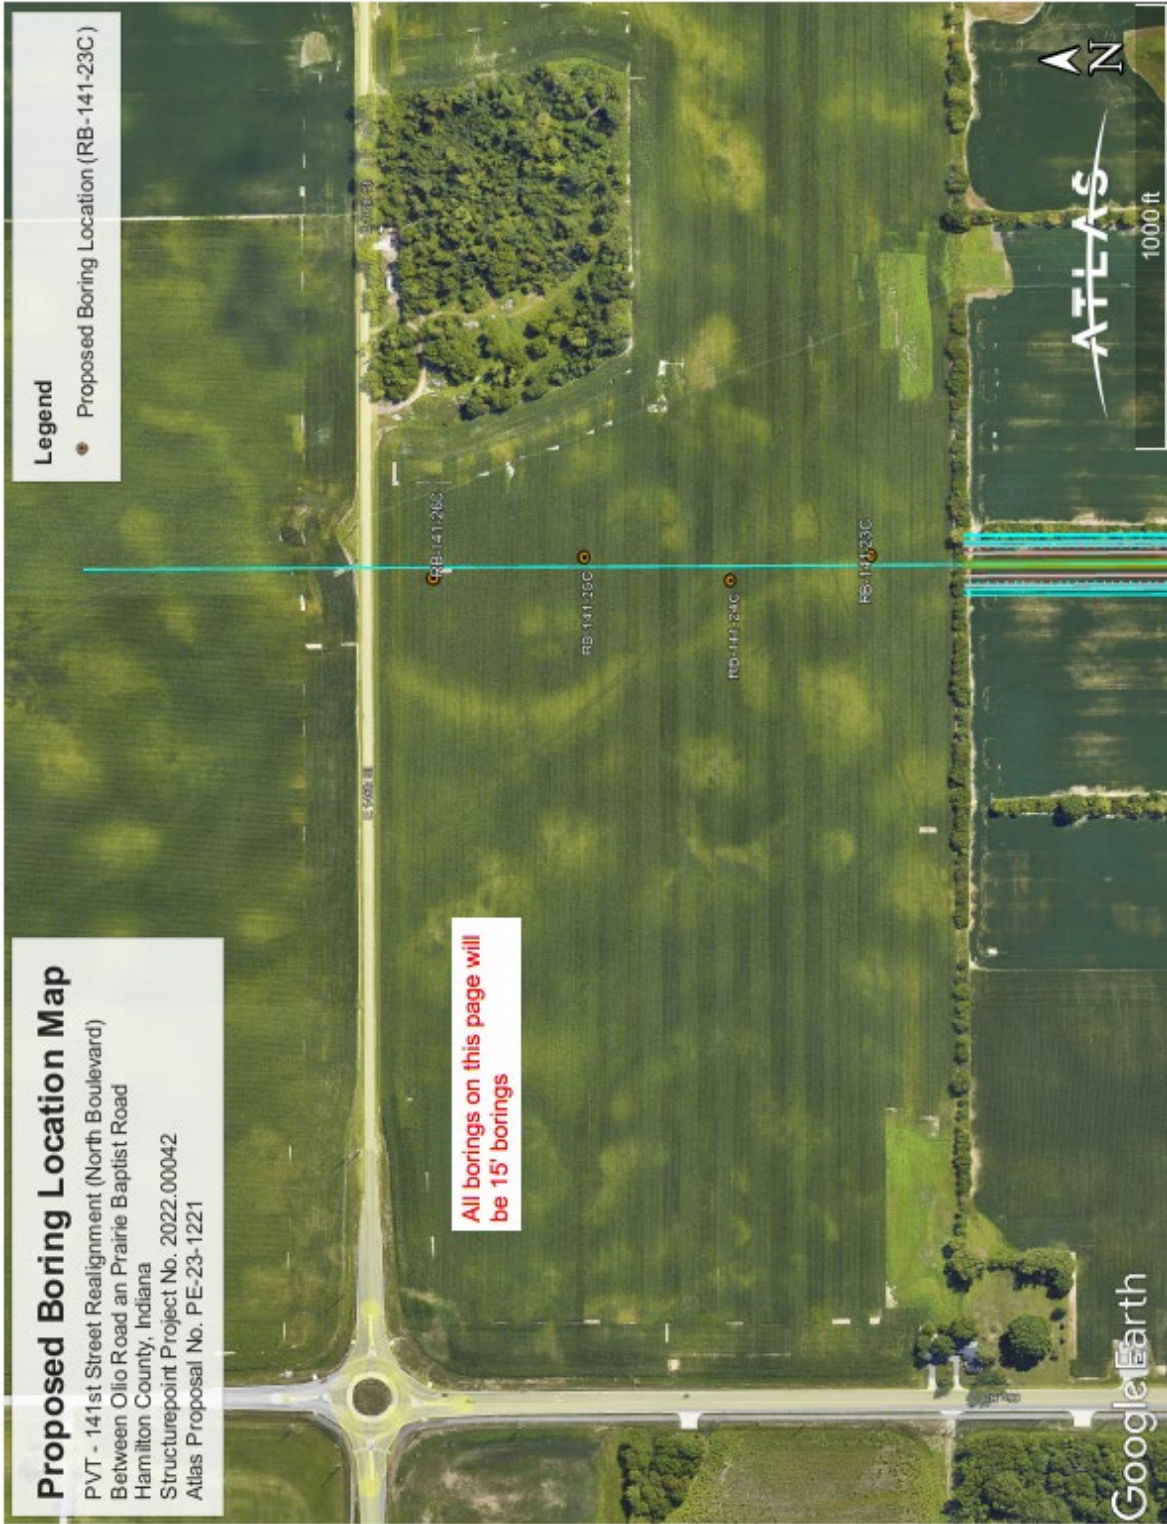 Proposed Boring Location Map
PVT - 141st Street Realignment (North Boulevard)
Between Olio Road an Prairie Baptist Road
Hamilton County, Indiana
Structurepoint Project No. 2022.00042
Atlas Proposal No. PE-23-1221
Legend
Proposed Boring Location (RB-141-23C)
All borings on this page will
be 15' borings
RB-141-26C
RB-141-25C
RB-141-24C
RB-141-23C
Google Earth
ATLAS
N
1000 ft